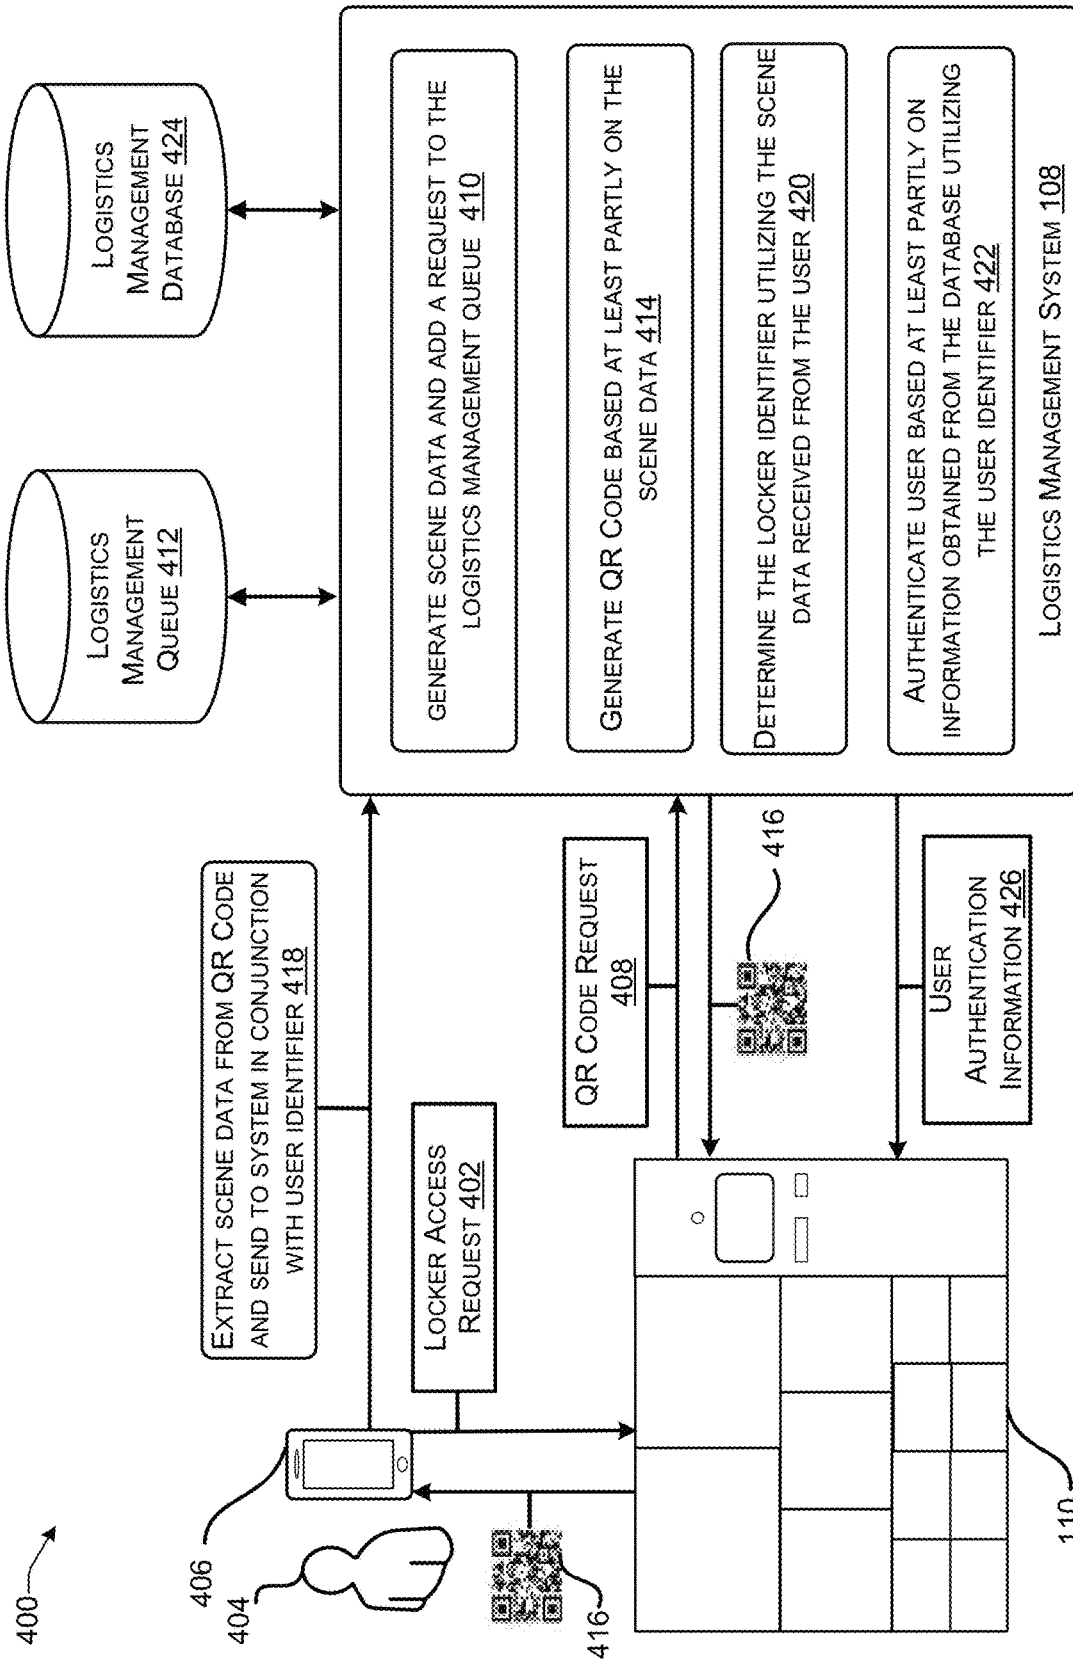 400
404
406
EXTRACT SCENE DATA FROM QR CODE
AND SEND TO SYSTEM IN CONJUNCTION
WITH USER IDENTIFIER 418
LOCKER ACCESS
REQUEST 402
416
110
QR CODE REQUEST
408
416
USER
AUTHENTICATION
INFORMATION 426
LOGISTICS
MANAGEMENT
QUEUE 412
LOGISTICS
MANAGEMENT
DATABASE 424
GENERATE SCENE DATA AND ADD A REQUEST TO THE
LOGISTICS MANAGEMENT QUEUE 410
GENERATE QR CODE BASED AT LEAST PARTLY ON THE
SCENE DATA 414
DETERMINE THE LOCKER IDENTIFIER UTILIZING THE SCENE
DATA RECEIVED FROM THE USER 420
AUTHENTICATE USER BASED AT LEAST PARTLY ON
INFORMATION OBTAINED FROM THE DATABASE UTILIZING
THE USER IDENTIFIER 422
LOGISTICS MANAGEMENT SYSTEM 108